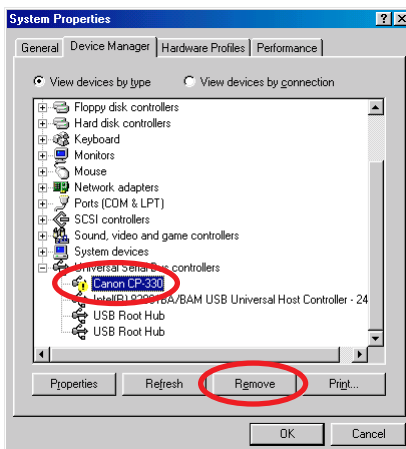 System Properties
General Device Manager Hardware Profiles Performance
View devices by type View devices by connection
Floppy disk controllers
Hard disk controllers
Keyboard
Monitors
Mouse
Network adapters
Ports (COM & LPT)
SCSI controllers
Sound, video and game controllers
System devices
Universal Serial Bus controllers
Canon CP-330
Intel(R) 82801BA/BAM USB Universal Host Controller - 24
USB Root Hub
USB Root Hub
Properties Refresh Remove Print...
OK Cancel